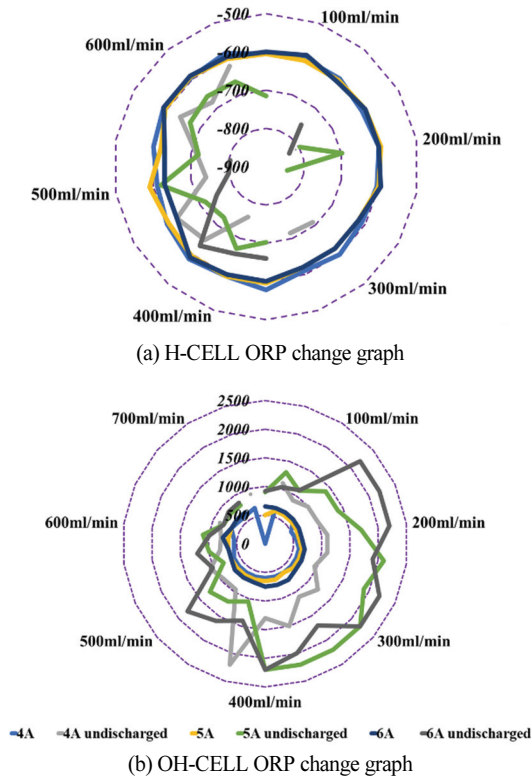 -500
-600
-700
-800
-900
100ml/min
200ml/min
300ml/min
400ml/min
500ml/min
600ml/min
(a) H-CELL ORP change graph
2500
2000
1500
1000
500
0
100ml/min
200ml/min
300ml/min
400ml/min
500ml/min
600ml/min
700ml/min
4A 4A undischarged 5A 5A undischarged 6A 6A undischarged
(b) OH-CELL ORP change graph